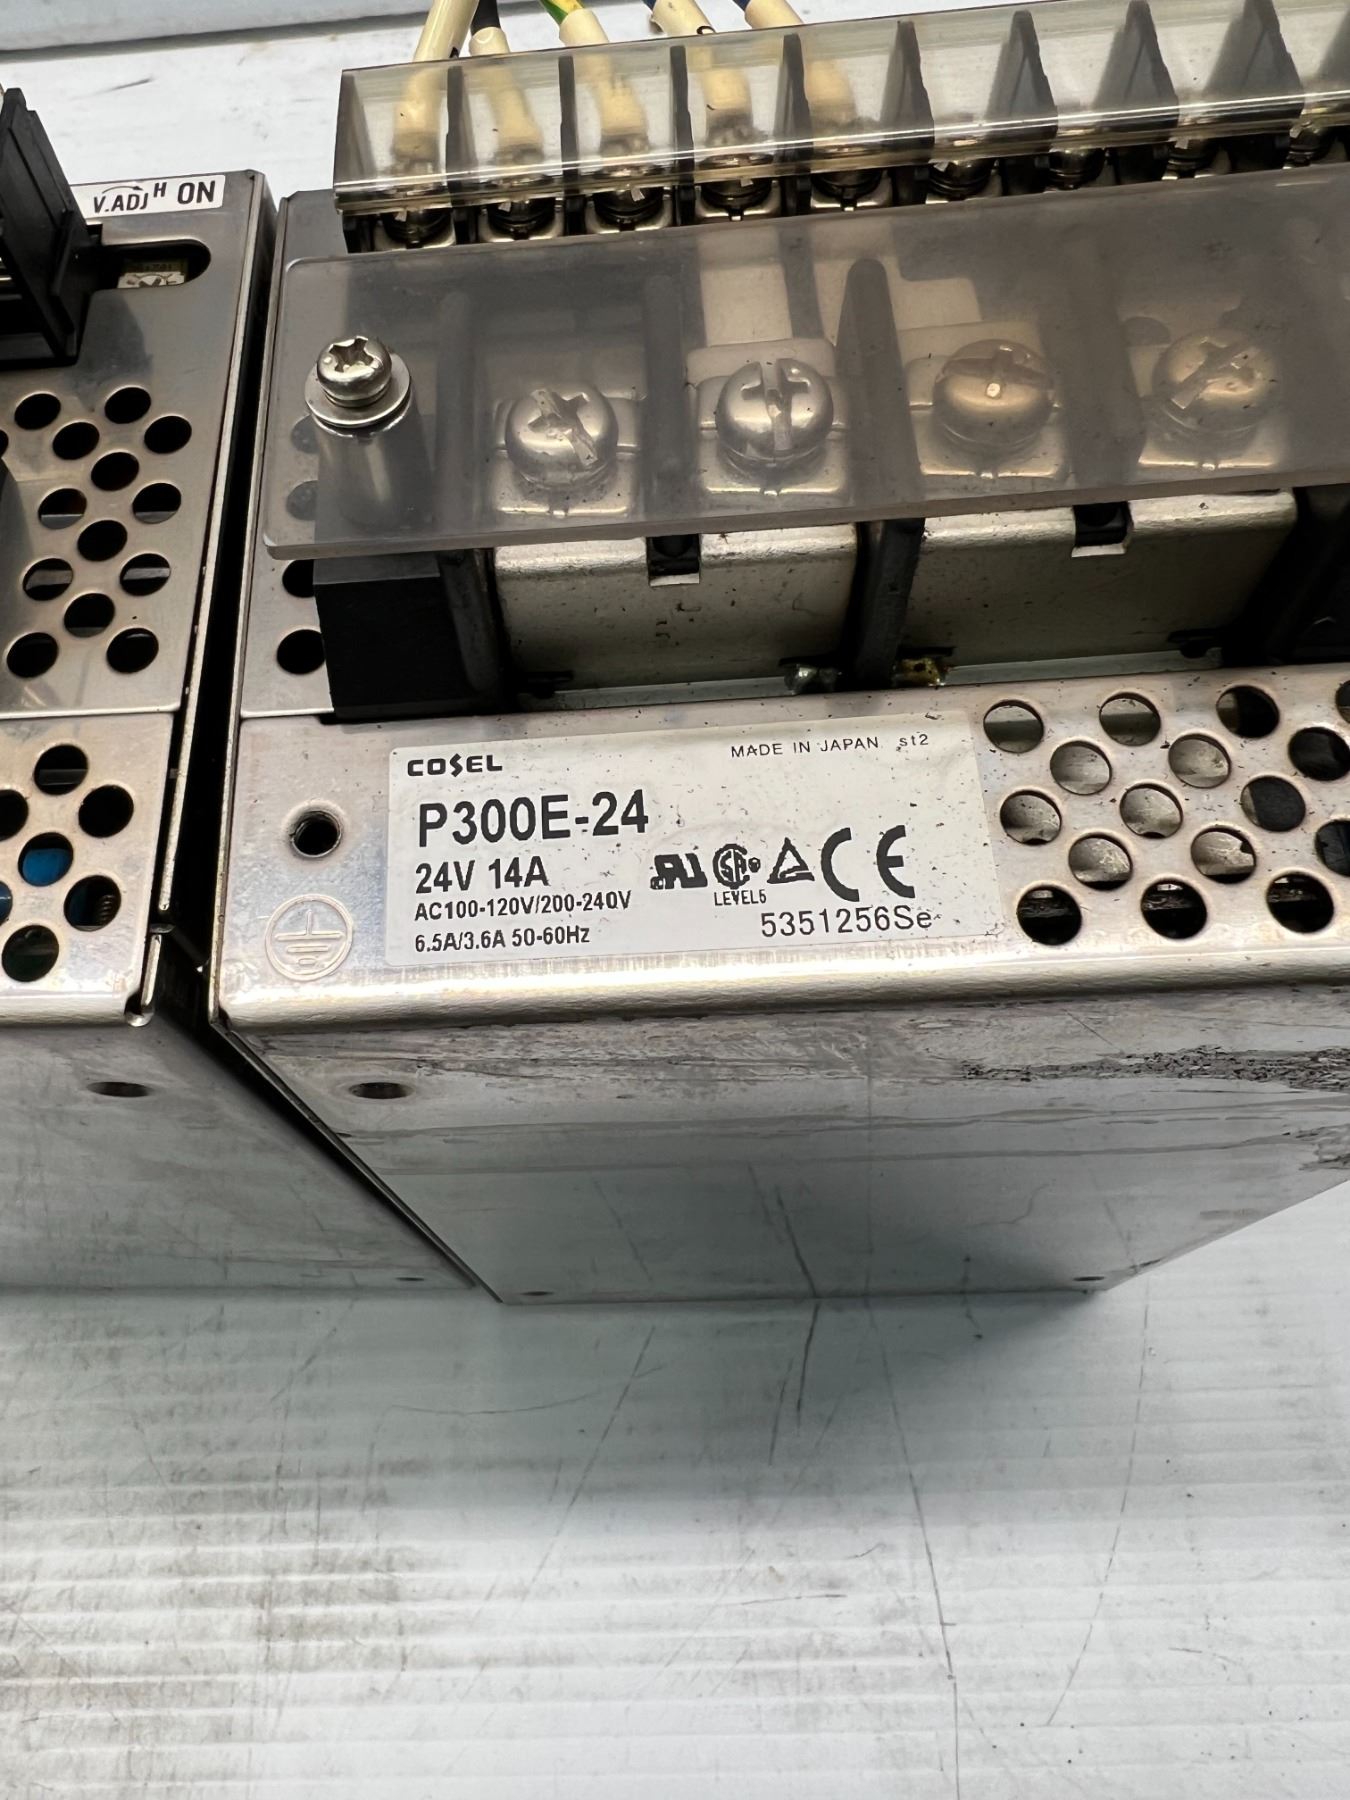 V.ADJ H ON
COSEL
MADE IN JAPAN st2
P300E-24
24V 14A
AC100-120V/200-240V
6.5A/3.6A 50-60Hz
LEVEL5
CE
5351256Se